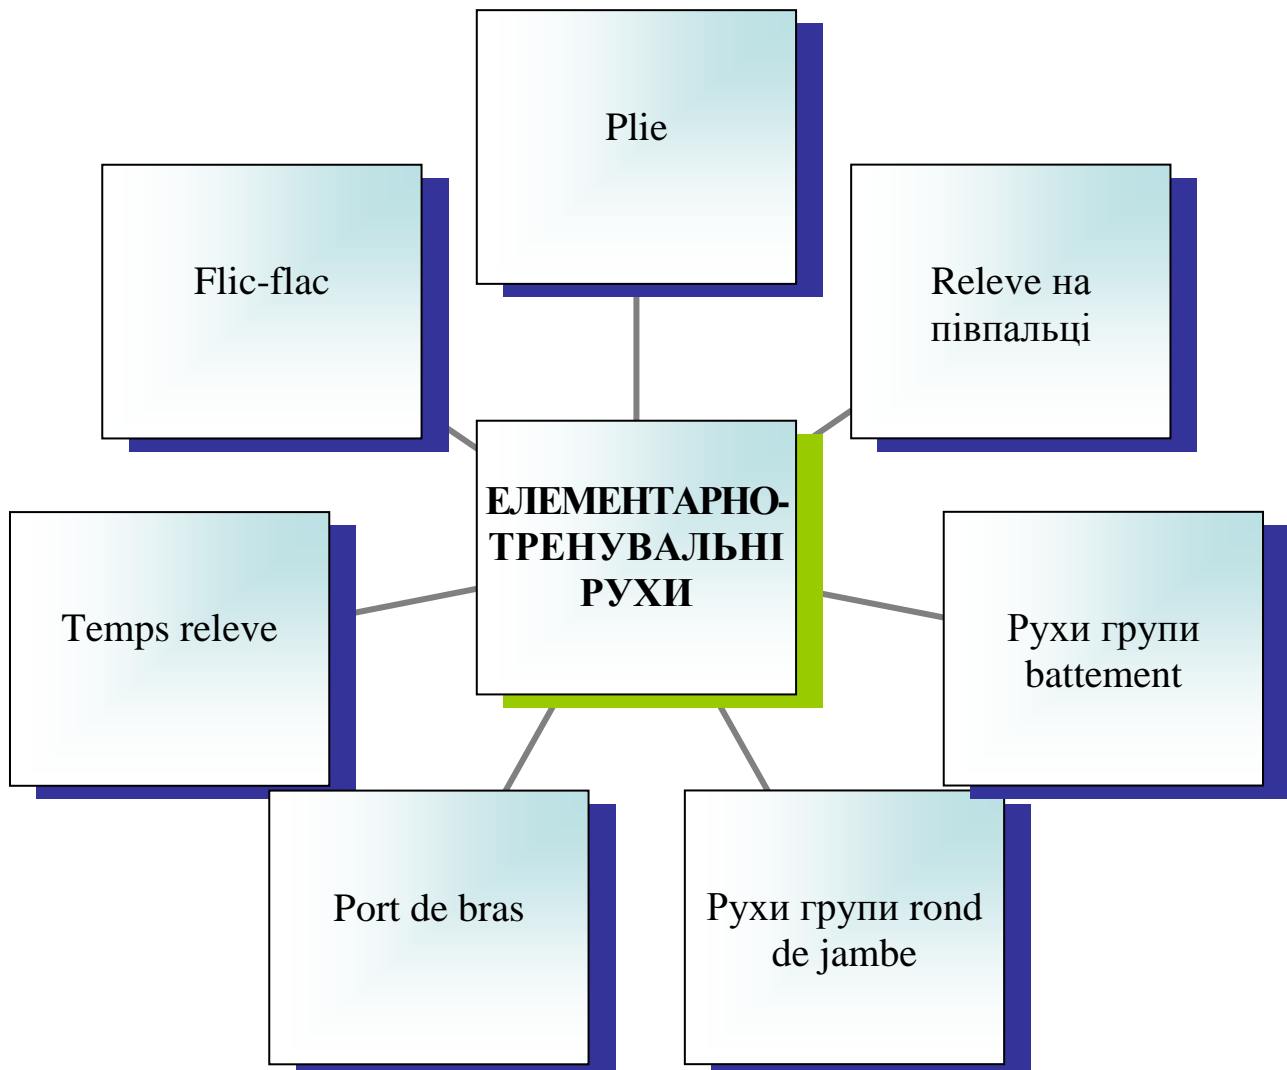 Plie
Flic-flac
Releve на
півпальці
ЕЛЕМЕНТАРНО-
ТРЕНУВАЛЬНІ
РУХИ
Temps releve
Рухи групи
battement
Port de bras
Рухи групи rond
de jambe